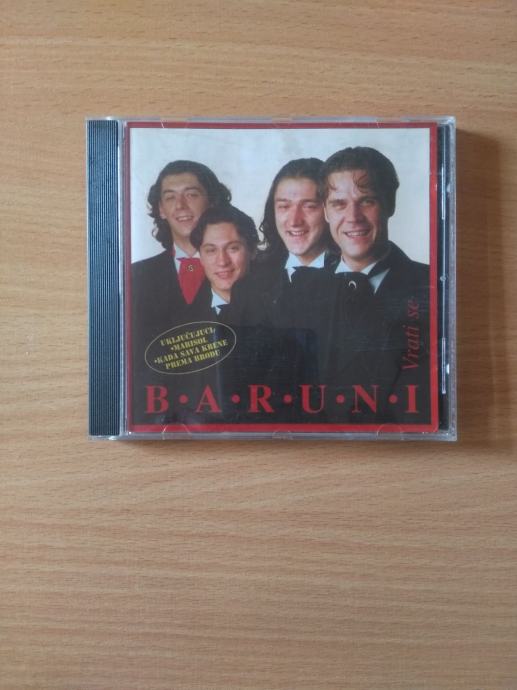 UKLJUČUJUĆI
•MARISOL
•KADA SAVA KRENE
PREMA BRODU
Vrati se
B•A•R•U•N•I